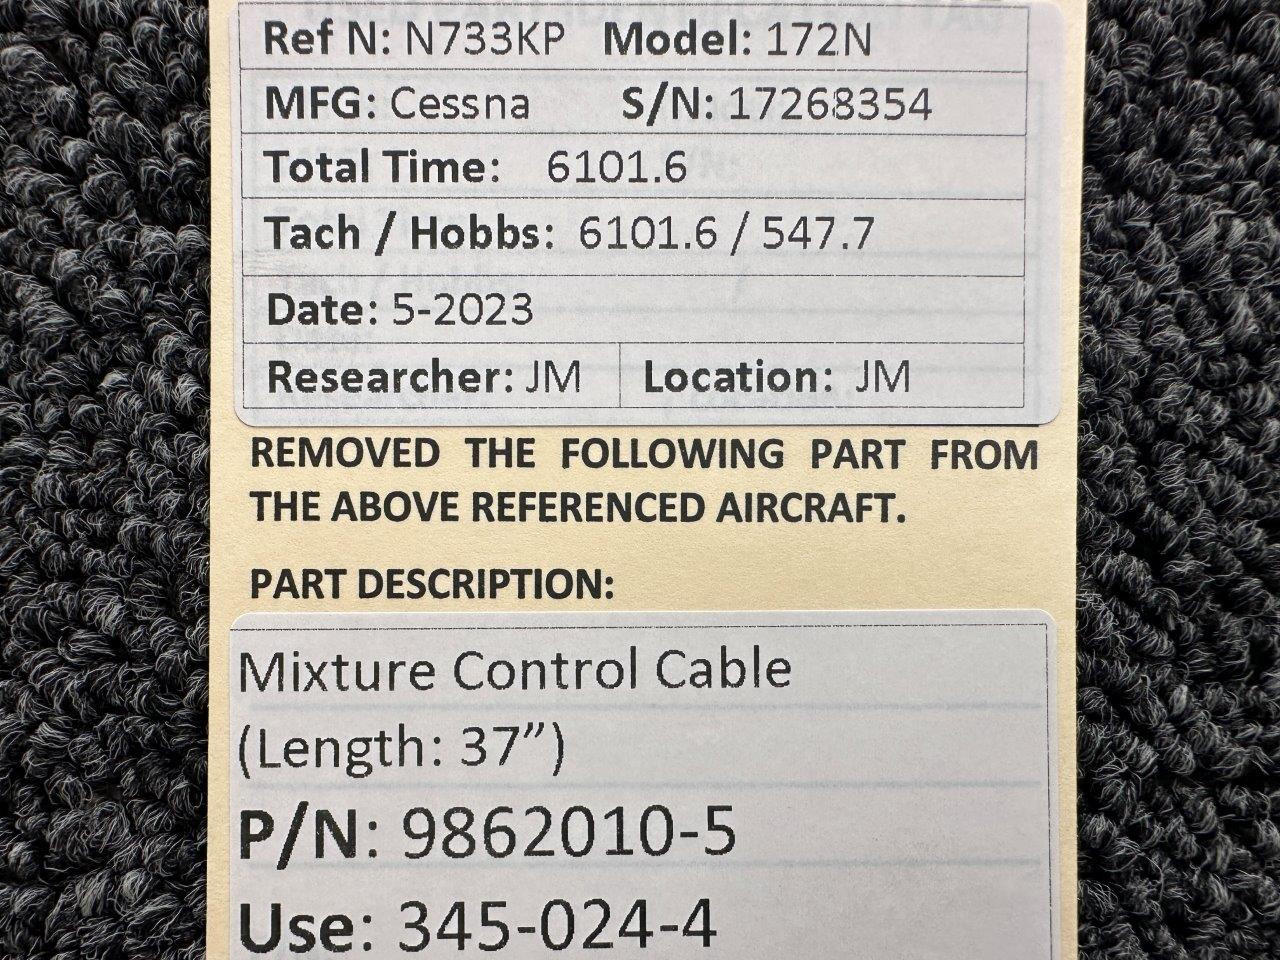 Ref N: N733KP Model: 172N
MFG: Cessna S/N: 17268354
Total Time: 6101.6
Tach / Hobbs: 6101.6 / 547.7
Date: 5-2023
Researcher: JM Location: JM
REMOVED THE FOLLOWING PART FROM
THE ABOVE REFERENCED AIRCRAFT.
PART DESCRIPTION:
Mixture Control Cable
(Length: 37”)
P/N: 9862010-5
Use: 345-024-4